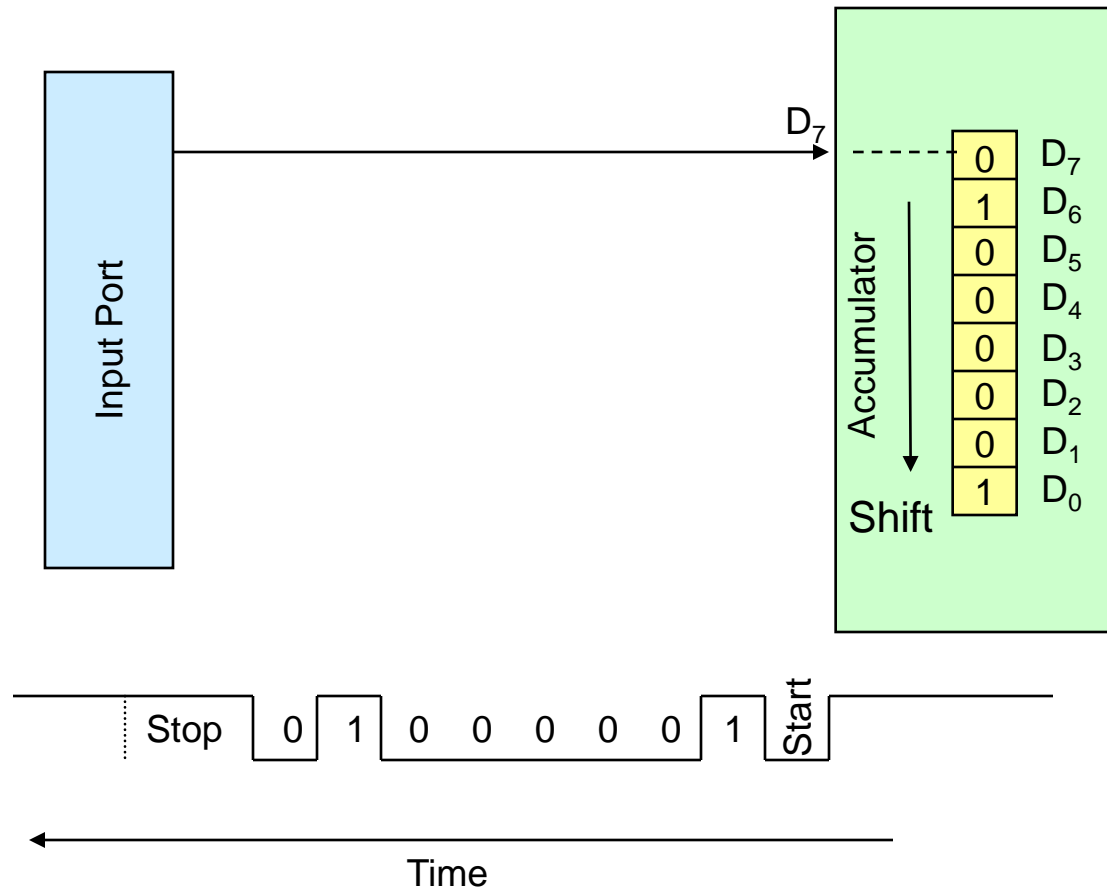 D₇
Input Port
Accumulator
Shift
0 D₇
1 D₆
0 D₅
0 D₄
0 D₃
0 D₂
0 D₁
1 D₀
Stop 0 1 0 0 0 0 0 1 Start
Time